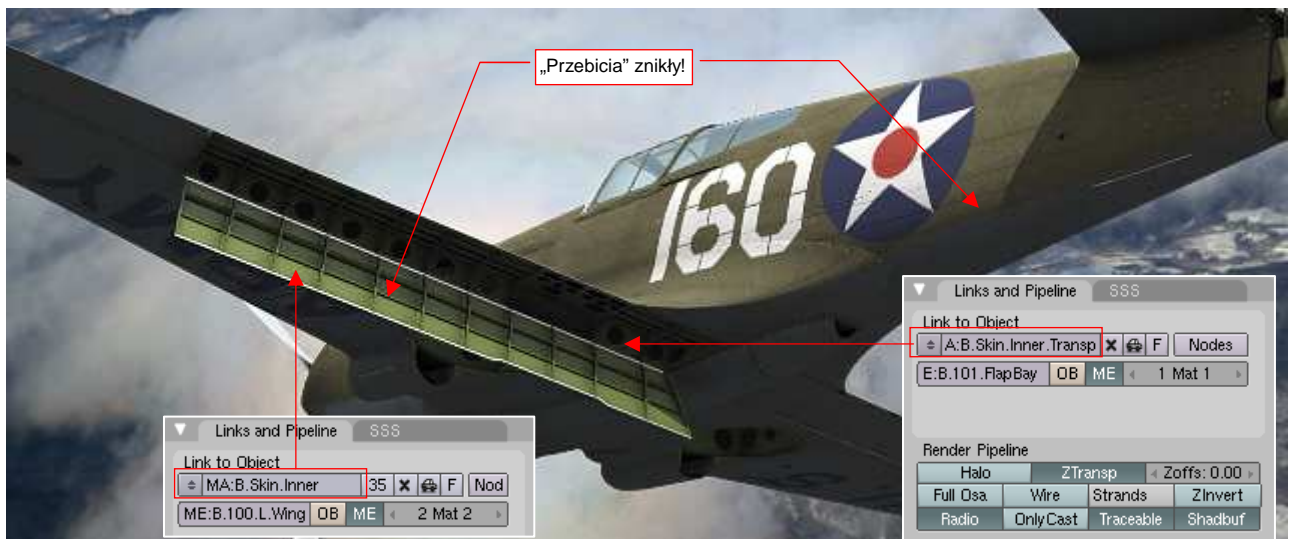 „Przebicia” znikły!
160
Links and Pipeline SSS
Link to Object
A:B.Skin.Inner.Transp F Nodes
E:B.101.FlapBay OB ME 1 Mat 1
Render Pipeline
Halo ZTransp Zoffs: 0.00
Full Osa Wire Strands ZInvert
Radio OnlyCast Traceable Shadbuf
Links and Pipeline SSS
Link to Object
MA:B.Skin.Inner 35 F Nod
ME:B.100.L.Wing OB ME 2 Mat 2